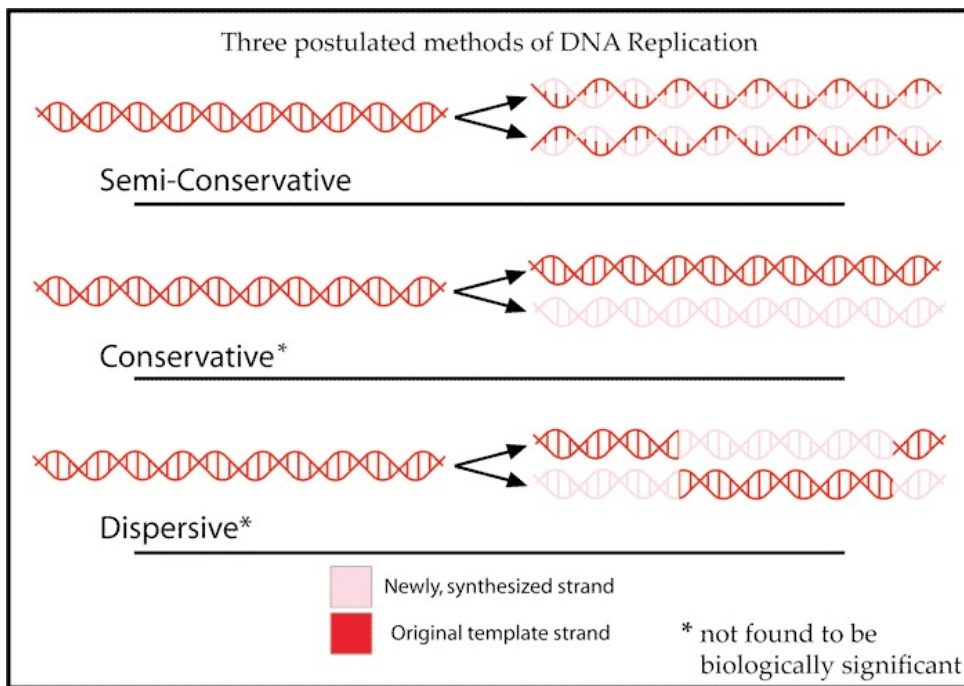 Three postulated methods of DNA Replication
Semi-Conservative
Conservative*
Dispersive*
Newly, synthesized strand
Original template strand
* not found to be
biologically significant